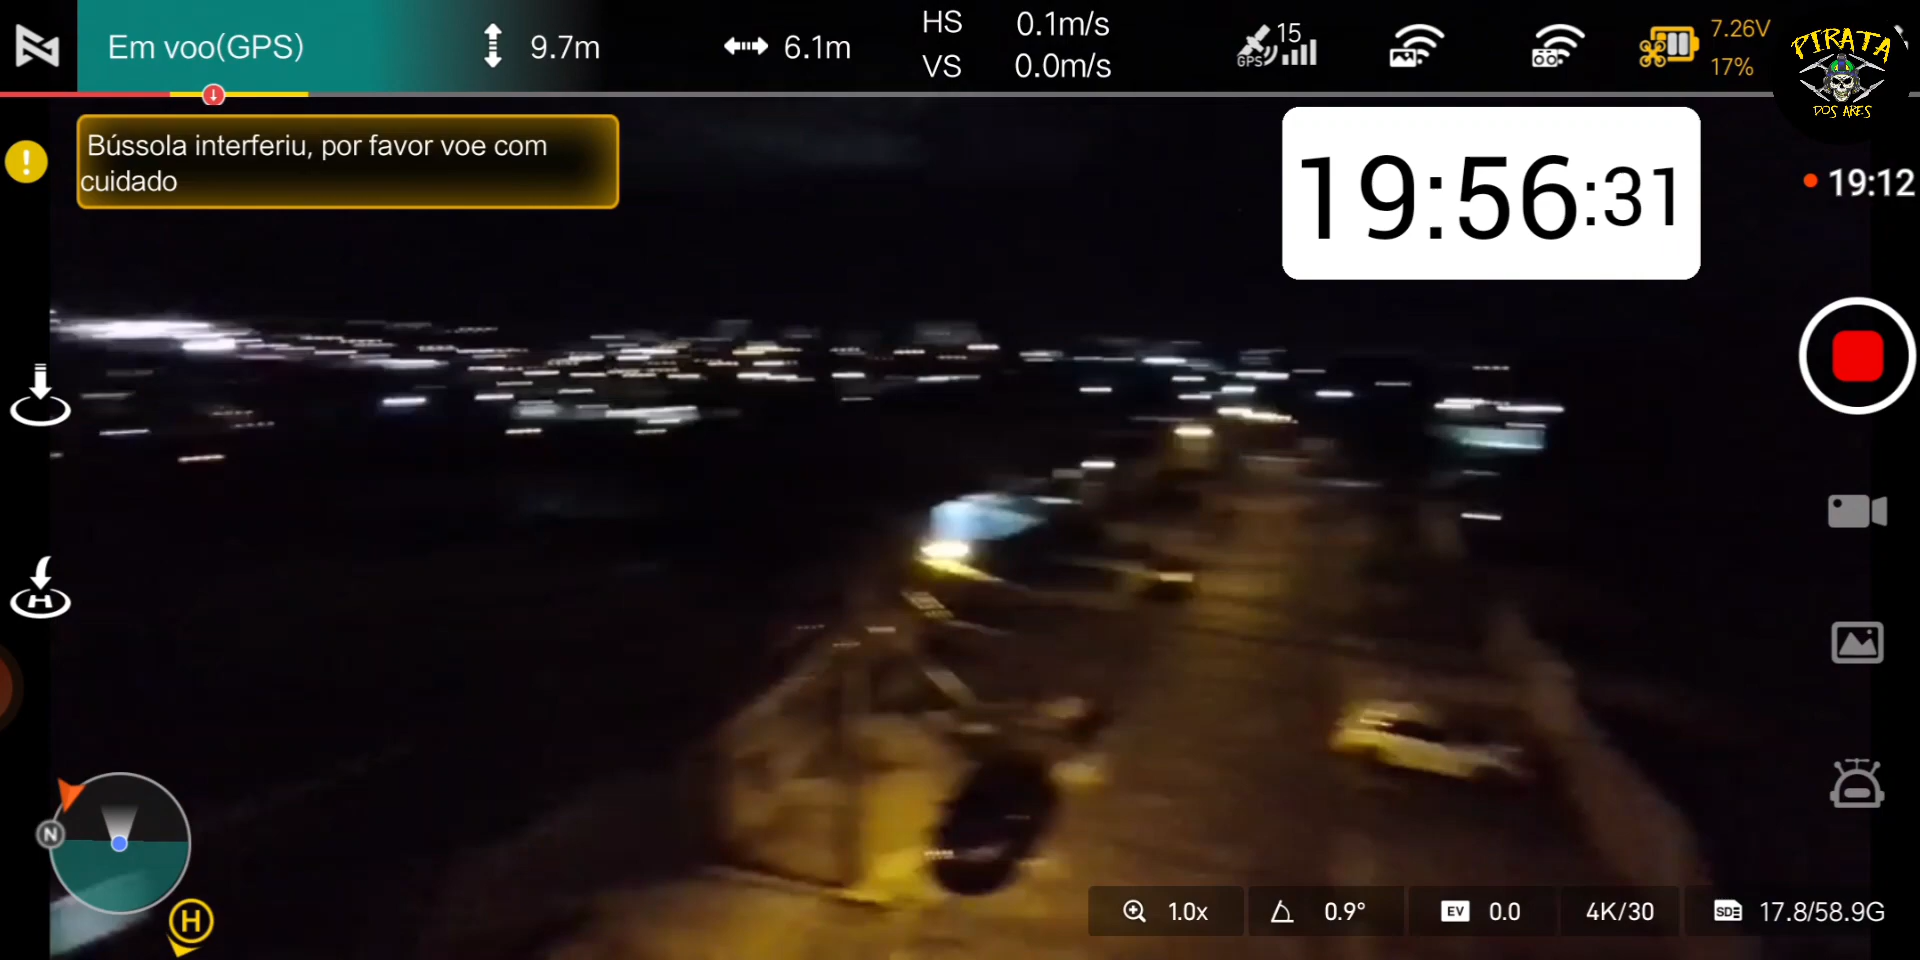 Em voo(GPS)
9.7m
6.1m
HS 0.1m/s
VS 0.0m/s
GPS
15
7.26V
17%
PIRATA
DOS ARES
Bússola interferiu, por favor voe com
cuidado
19:56:31
19:12
N
H
H
1.0x
0.9°
EV 0.0
4K/30
SD 17.8/58.9G